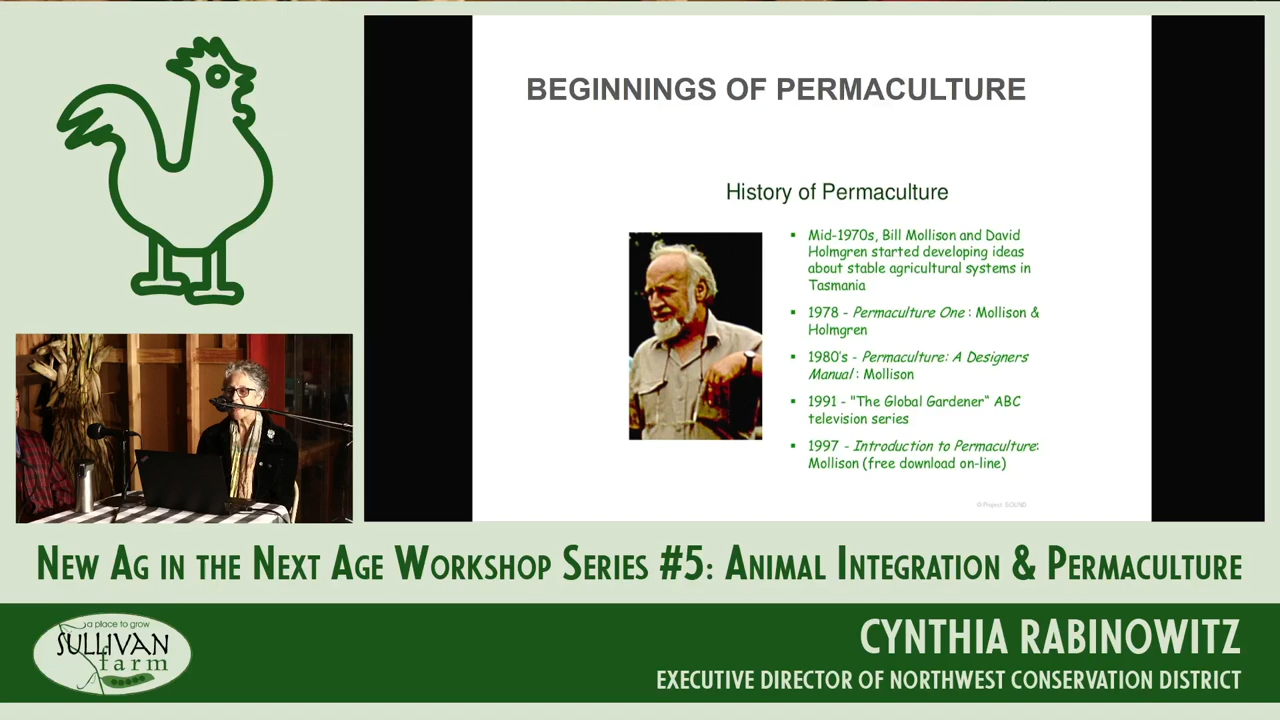 BEGINNINGS OF PERMACULTURE
History of Permaculture
▪ Mid-1970s, Bill Mollison and David
Holmgren started developing ideas
about stable agricultural systems in
Tasmania
▪ 1978 - Permaculture One : Mollison &
Holmgren
▪ 1980's - Permaculture: A Designers
Manual : Mollison
▪ 1991 - "The Global Gardener“ ABC
television series
▪ 1997 - Introduction to Permaculture:
Mollison (free download on-line)
© Project SOUND
New Ag in the Next Age Workshop Series #5: Animal Integration & Permaculture
a place to grow
SULLIVAN
farm
CYNTHIA RABINOWITZ
EXECUTIVE DIRECTOR OF NORTHWEST CONSERVATION DISTRICT